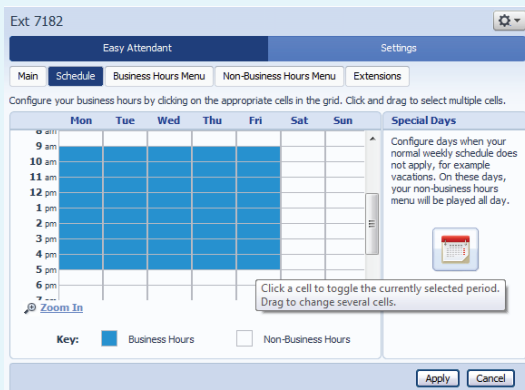 Ext 7182
Easy Attendant
Settings
Main
Schedule
Business Hours Menu
Non-Business Hours Menu
Extensions
Configure your business hours by clicking on the appropriate cells in the grid. Click and drag to select multiple cells.
Mon Tue Wed Thu Fri Sat Sun
8 am
9 am
10 am
11 am
12 pm
1 pm
2 pm
3 pm
4 pm
5 pm
6 pm
7 pm
Zoom In
Key: Business Hours Non-Business Hours
Special Days
Configure days when your
normal weekly schedule does
not apply, for example
vacations. On these days,
your non-business hours
menu will be played all day.
Click a cell to toggle the currently selected period.
Drag to change several cells.
Apply Cancel